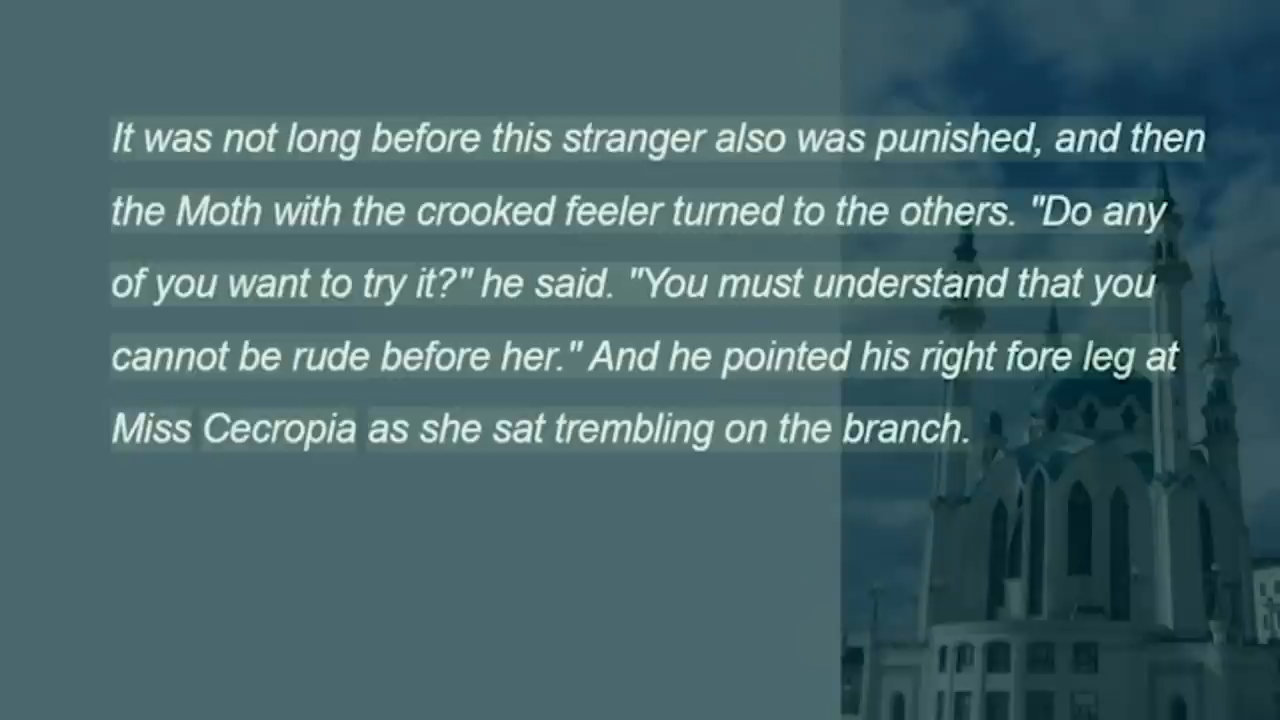 It was not long before this stranger also was punished, and then
the Moth with the crooked feeler turned to the others. "Do any
of you want to try it?" he said. "You must understand that you
cannot be rude before her." And he pointed his right fore leg at
Miss Cecropia as she sat trembling on the branch.